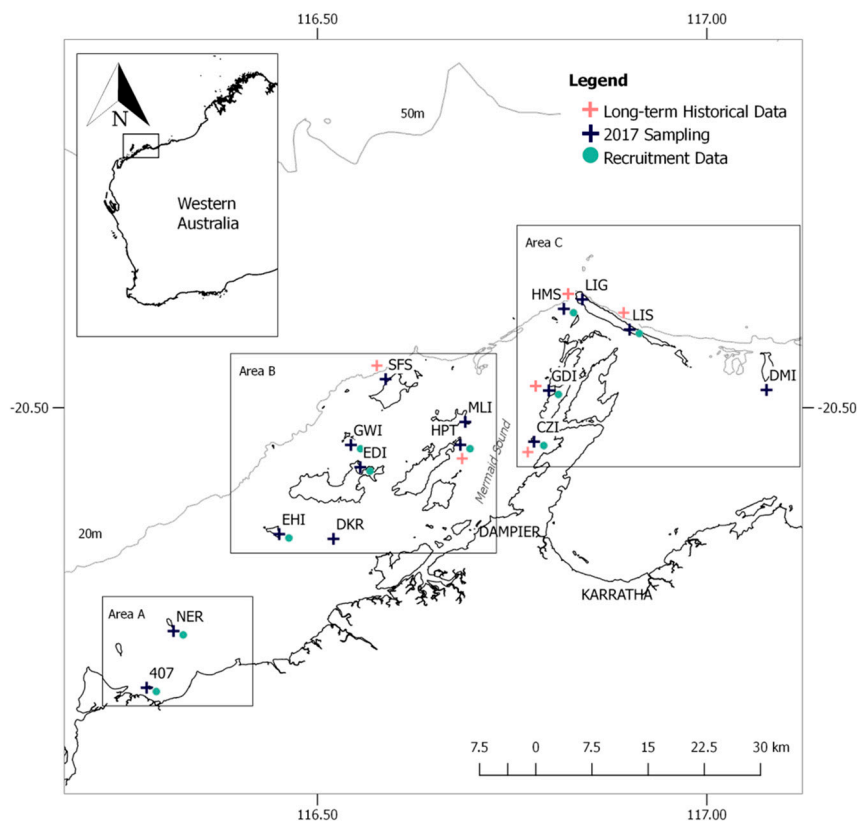 116.50
117.00
N
Western
Australia
50m
Legend
Long-term Historical Data
2017 Sampling
Recruitment Data
Area C
LIG
HMS
LIS
-20.50
-20.50
Area B
SFS
GDI
DMI
MLI
GWI
HPT
CZI
EDI
Mermaid Sound
20m
EHI
DKR
DAMPIER
KARRATHA
Area A
NER
407
7.5 0 7.5 15 22.5 30 km
116.50
117.00